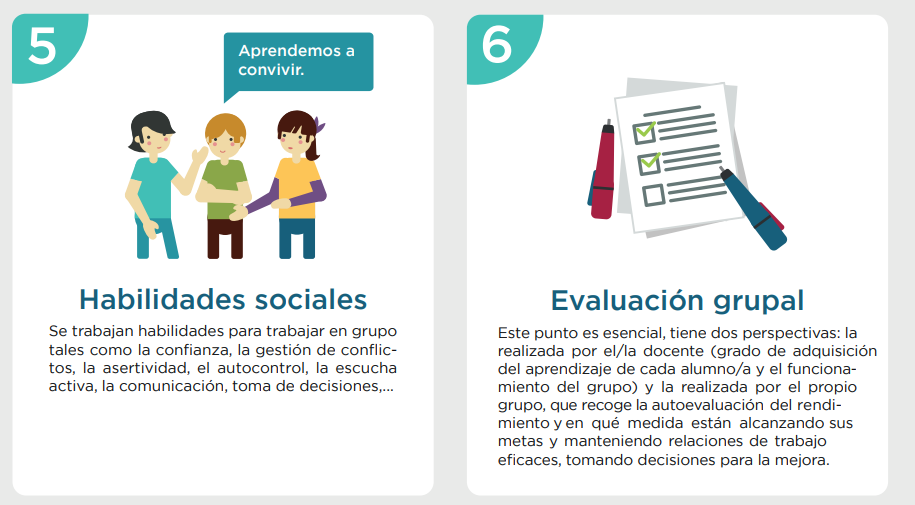 5
Aprendemos a
convivir.
Habilidades sociales
Se trabajan habilidades para trabajar en grupo
tales como la confianza, la gestión de conflic-
tos, la asertividad, el autocontrol, la escucha
activa, la comunicación, toma de decisiones,...
6
Evaluación grupal
Este punto es esencial, tiene dos perspectivas: la
realizada por el/la docente (grado de adquisición
del aprendizaje de cada alumno/a y el funciona-
miento del grupo) y la realizada por el propio
grupo, que recoge la autoevaluación del rendi-
miento y en qué medida están alcanzando sus
metas y manteniendo relaciones de trabajo
eficaces, tomando decisiones para la mejora.